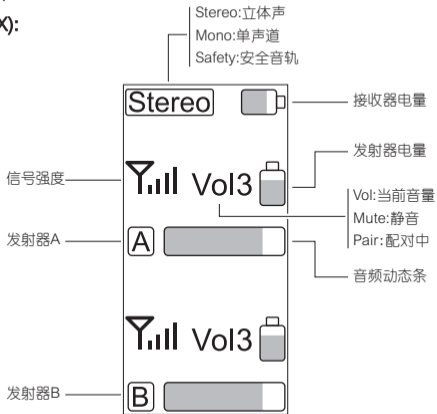 X):
Stereo:立体声
Mono:单声道
Safety:安全音轨
Stereo
接收器电量
发射器电量
信号强度
Vol3
Vol:当前音量
Mute:静音
Pair:配对中
发射器A
A
音频动态条
Vol3
发射器B
B